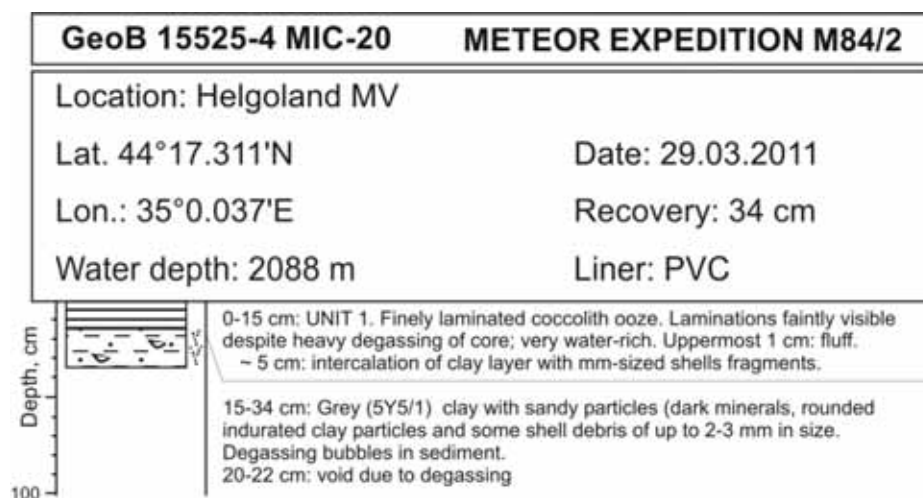 GeoB 15525-4 MIC-20 METEOR EXPEDITION M84/2
Location: Helgoland MV
Lat. 44°17.311'N Date: 29.03.2011
Lon.: 35°0.037'E Recovery: 34 cm
Water depth: 2088 m Liner: PVC
Depth, cm
0-15 cm: UNIT 1. Finely laminated coccolith ooze. Laminations faintly visible
despite heavy degassing of core; very water-rich. Uppermost 1 cm: fluff.
~ 5 cm: intercalation of clay layer with mm-sized shells fragments.
15-34 cm: Grey (5Y5/1) clay with sandy particles (dark minerals, rounded
indurated clay particles and some shell debris of up to 2-3 mm in size.
Degassing bubbles in sediment.
20-22 cm: void due to degassing
100